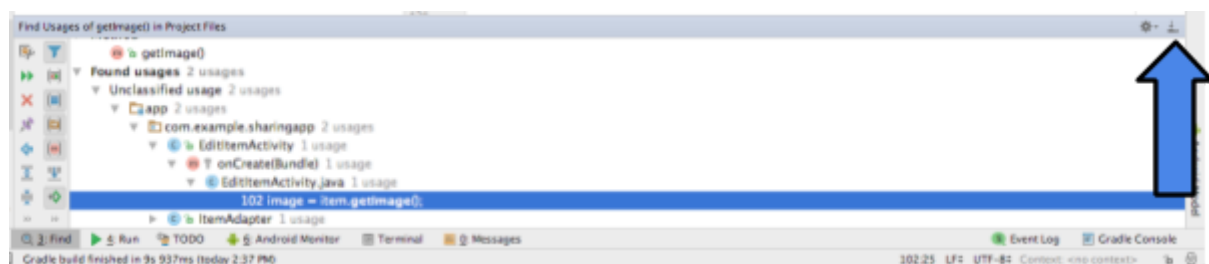 Find Usages of getImage() in Project Files
Method
getImage()
Found usages 2 usages
Unclassified usage 2 usages
app 2 usages
com.example.sharingapp 2 usages
EditItemActivity 1 usage
onCreate(Bundle) 1 usage
EditItemActivity.java 1 usage
102 image = item.getImage();
ItemAdapter 1 usage
3: Find 4: Run TODO 6: Android Monitor Terminal 0: Messages Event Log Gradle Console
Gradle build finished in 9s 937ms (today 2:37 PM) 102:25 LF÷ UTF-8÷ Context: <no context>